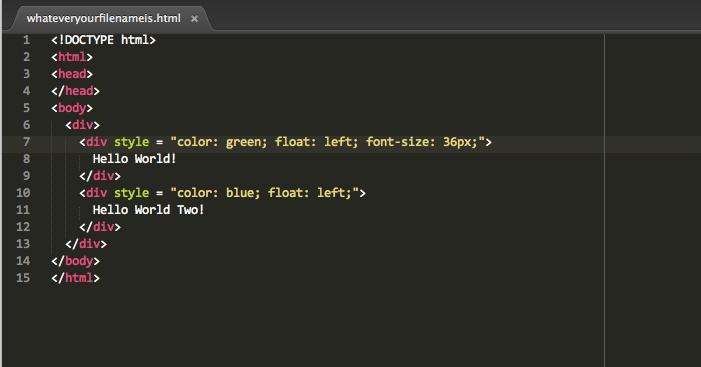 whateveryourfilenameis.html ×
1 <!DOCTYPE html>
2 <html>
3 <head>
4 </head>
5 <body>
6   <div>
7     <div style = "color: green; float: left; font-size: 36px;">
8       Hello World!
9     </div>
10     <div style = "color: blue; float: left;">
11       Hello World Two!
12     </div>
13   </div>
14 </body>
15 </html>